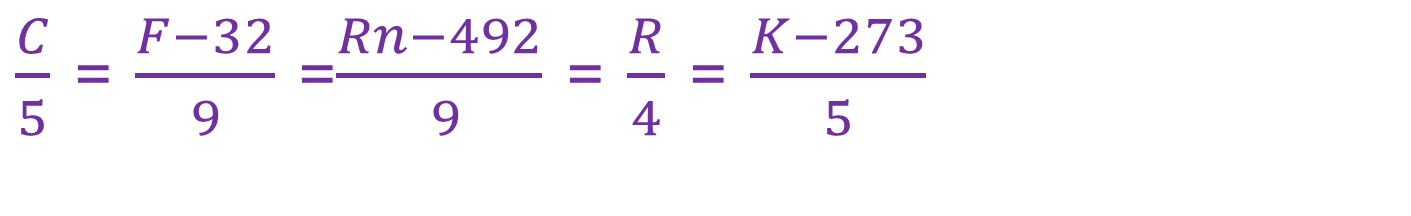 C/5 = F−32/9 = Rn−492/9 = R/4 = K−273/5